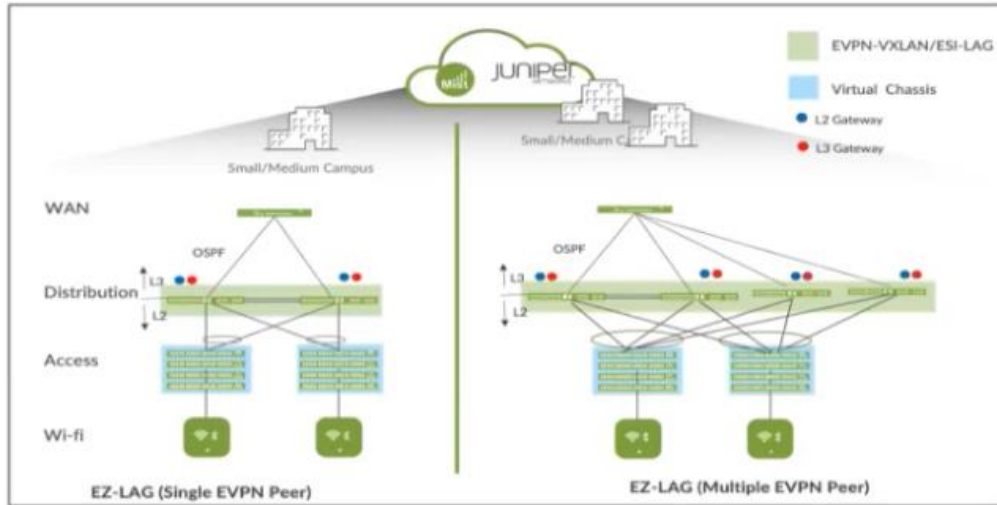 Mist
JUNIPER
NETWORKS
EVPN-VXLAN/ESI-LAG
Virtual Chassis
L2 Gateway
L3 Gateway
Small/Medium Campus
Small/Medium C
WAN
OSPF
L3
Distribution
L2
Access
Wi-fi
EZ-LAG (Single EVPN Peer)
OSPF
L3
L2
EZ-LAG (Multiple EVPN Peer)